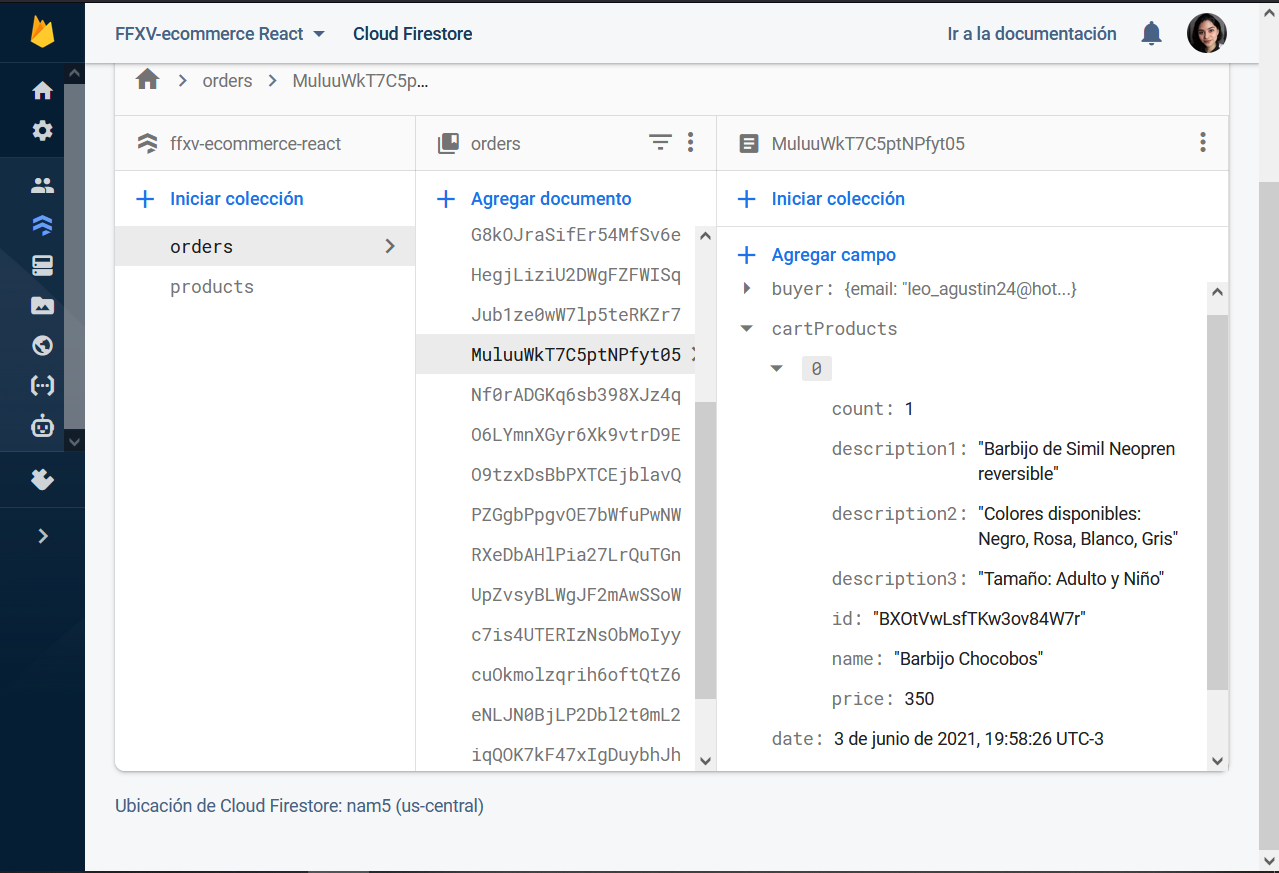 FFXV-ecommerce React
Cloud Firestore
Ir a la documentación
orders
MuluuWkT7C5p...
ffxv-ecommerce-react
orders
MuluuWkT7C5ptNPfyt05
Iniciar colección
Agregar documento
Iniciar colección
orders
products
G8kOJraSifEr54MfSv6e
HegjLiziU2DWgFZFWISq
Jub1ze0wW7lp5teRKZr7
MuluuWkT7C5ptNPfyt05
Nf0rADGKq6sb398XJz4q
O6LYmnXGyr6Xk9vtrD9E
O9tzxDsBbPXTCEjblavQ
PZGgbPpgvOE7bWfuPwNW
RXeDbAHlPia27LrQuTGn
UpZvsyBLWgJF2mAwSSoW
c7is4UTERIzNsObMoIyy
cuOkmolzqrih6oftQtZ6
eNLJN0BjLP2Dbl2t0mL2
iqQOK7kF47xIgDuybhJh
Agregar campo
buyer: {email: "leo_agustin24@hot...}
cartProducts
0
count: 1
description1: "Barbijo de Simil Neopren
reversible"
description2: "Colores disponibles:
Negro, Rosa, Blanco, Gris"
description3: "Tamaño: Adulto y Niño"
id: "BXOtVwLsfTKw3ov84W7r"
name: "Barbijo Chocobos"
price: 350
date: 3 de junio de 2021, 19:58:26 UTC-3
Ubicación de Cloud Firestore: nam5 (us-central)